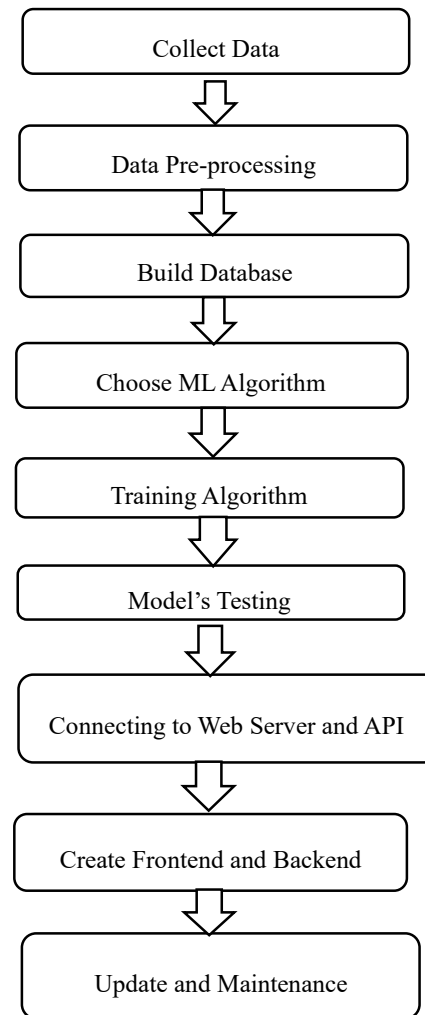 Collect Data
Data Pre-processing
Build Database
Choose ML Algorithm
Training Algorithm
Model’s Testing
Connecting to Web Server and API
Create Frontend and Backend
Update and Maintenance